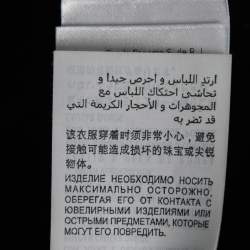 ارتدِ اللباس و احرص جيدا و
تحاشى احتكاك اللباس مع
المجوهرات و الأحجار الكريمة التي
قد تضر به
该衣服穿着时须非常小心，避免
接触可能造成损坏的珠宝或尖锐
物体。
ИЗДЕЛИЕ НЕОБХОДИМО НОСИТЬ
МАКСИМАЛЬНО ОСТОРОЖНО,
ОБЕРЕГАЯ ЕГО ОТ КОНТАКТА С
ЮВЕЛИРНЫМИ ИЗДЕЛИЯМИ ИЛИ
ОСТРЫМИ ПРЕДМЕТАМИ, КОТОРЫЕ
МОГУТ ЕГО ПОВРЕДИТЬ.